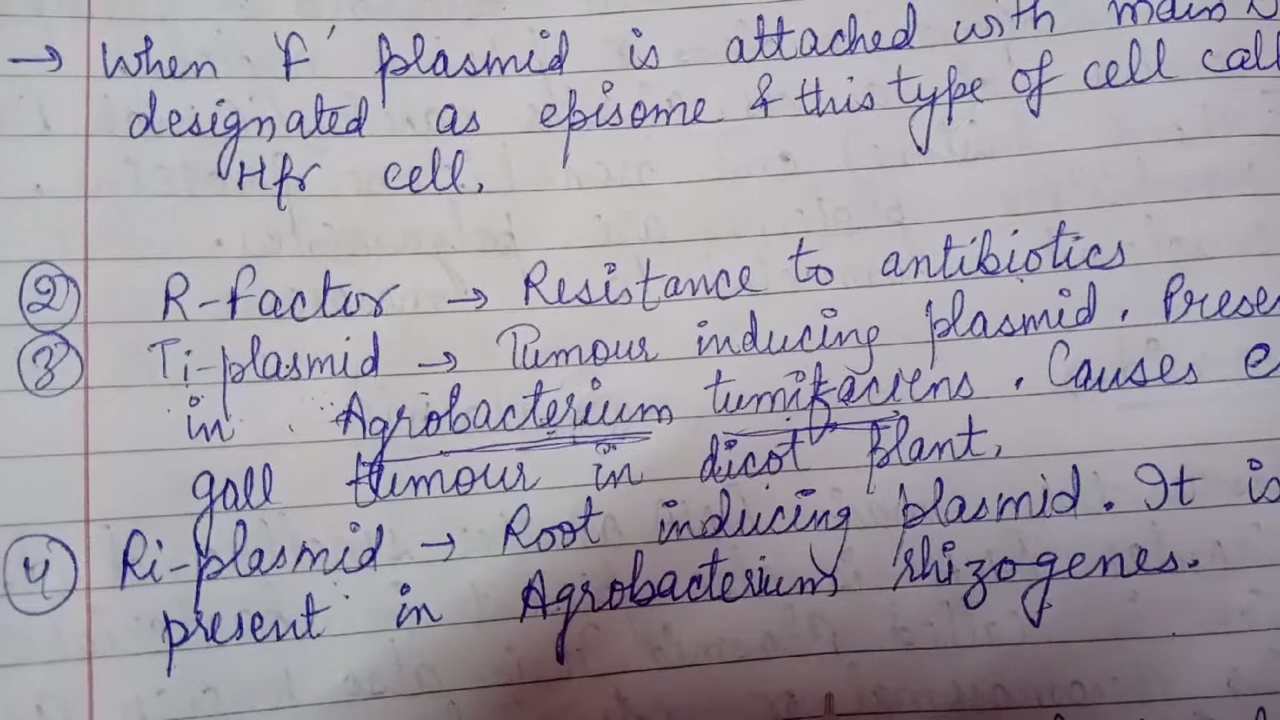 → When 'F' plasmid is attached with main
designated as episome & this type of cell call
Hfr cell.
② R-factor → Resistance to antibiotics
③ Ti-plasmid → Tumour inducing plasmid. Prese
in Agrobacterium tumifaciens. Causes
gall tumour in dicot plant.
④ Ri-plasmid → Root inducing plasmid. It is
present in Agrobacterium rhizogenes.